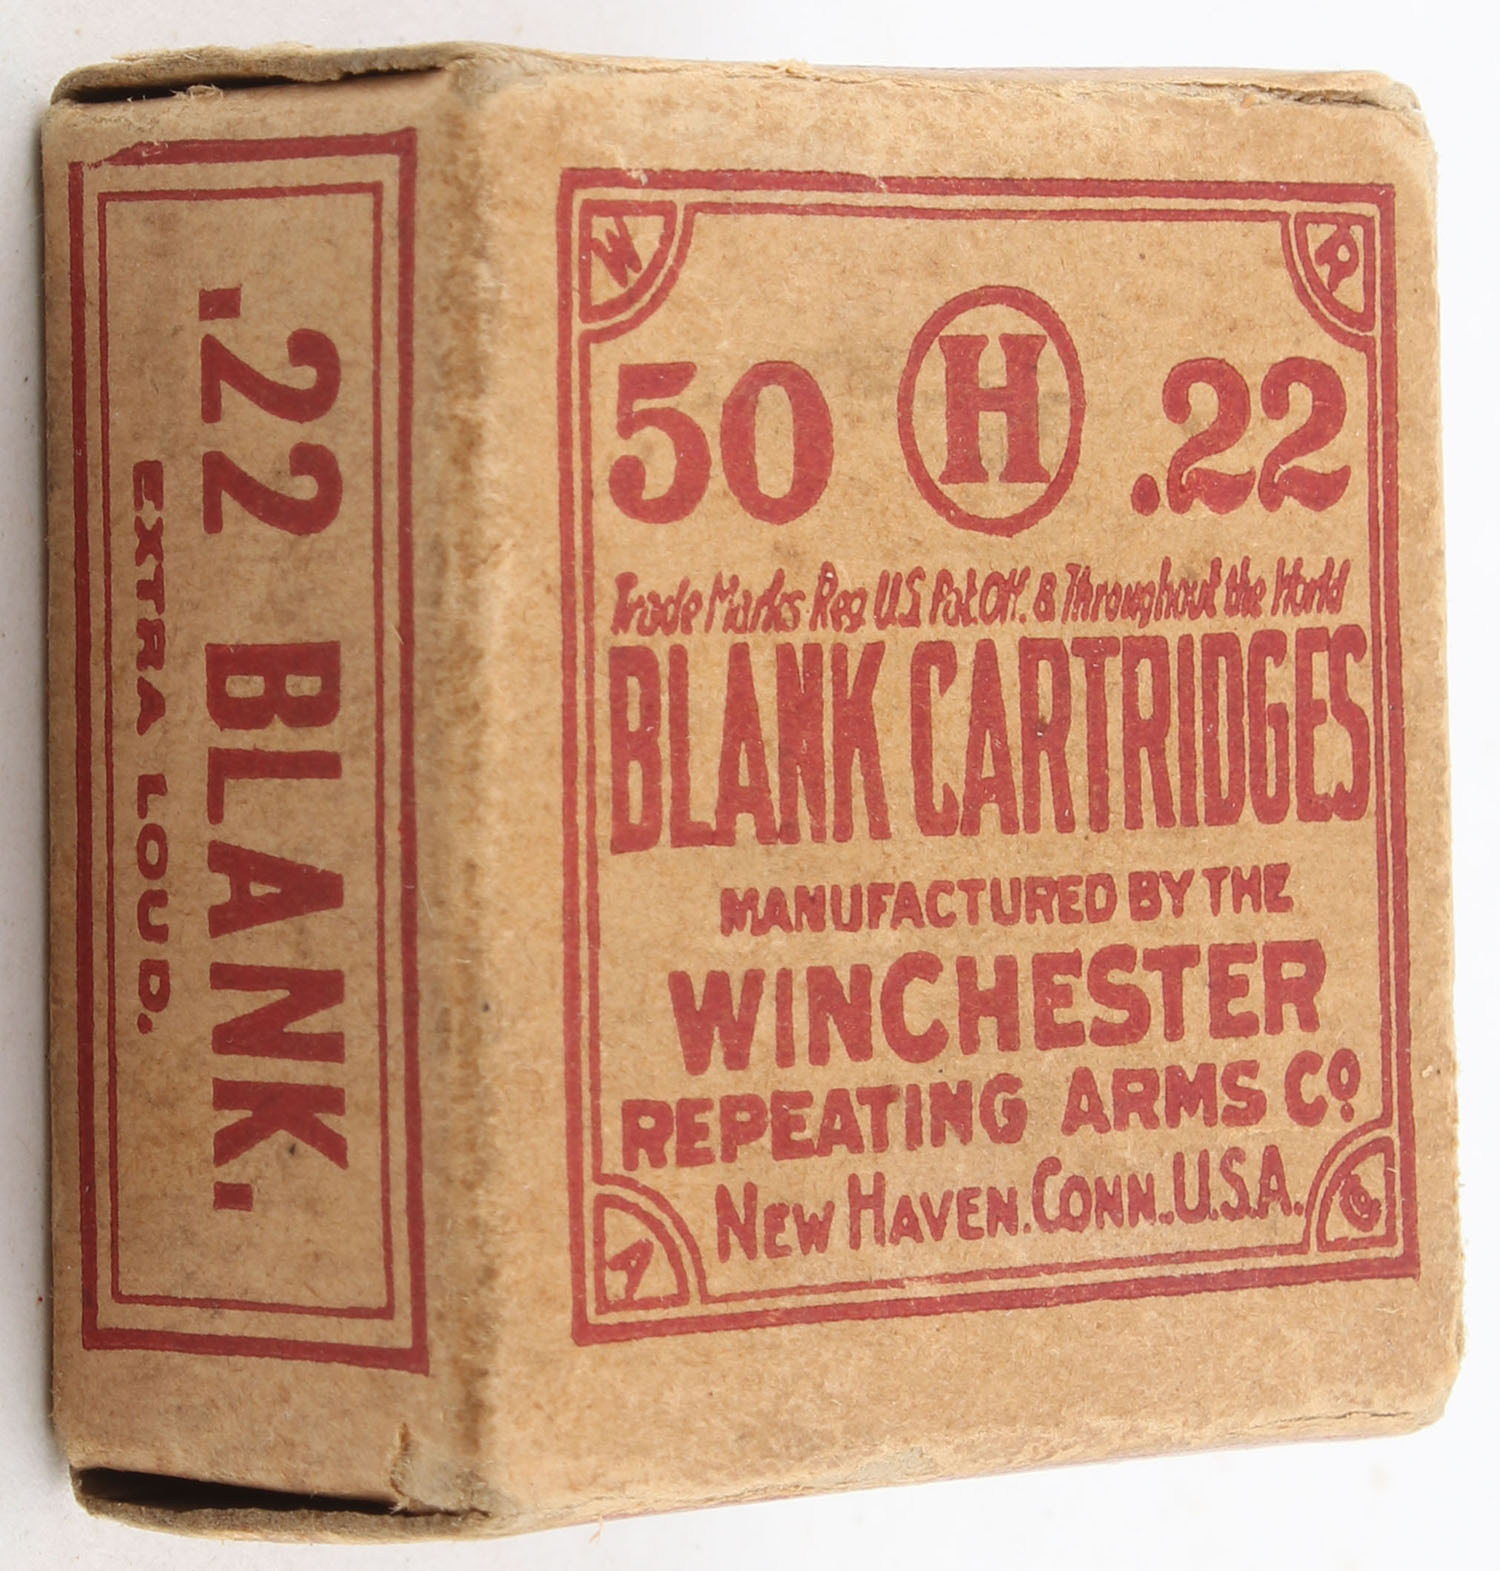 W R
50 H .22
Trade Marks Reg. U.S. Pat. Off. & Throughout the World
BLANK CARTRIDGES
MANUFACTURED BY THE
WINCHESTER
REPEATING ARMS CO.
NEW HAVEN. CONN. U.S.A.
A Co
.22 BLANK.
EXTRA LOUD.